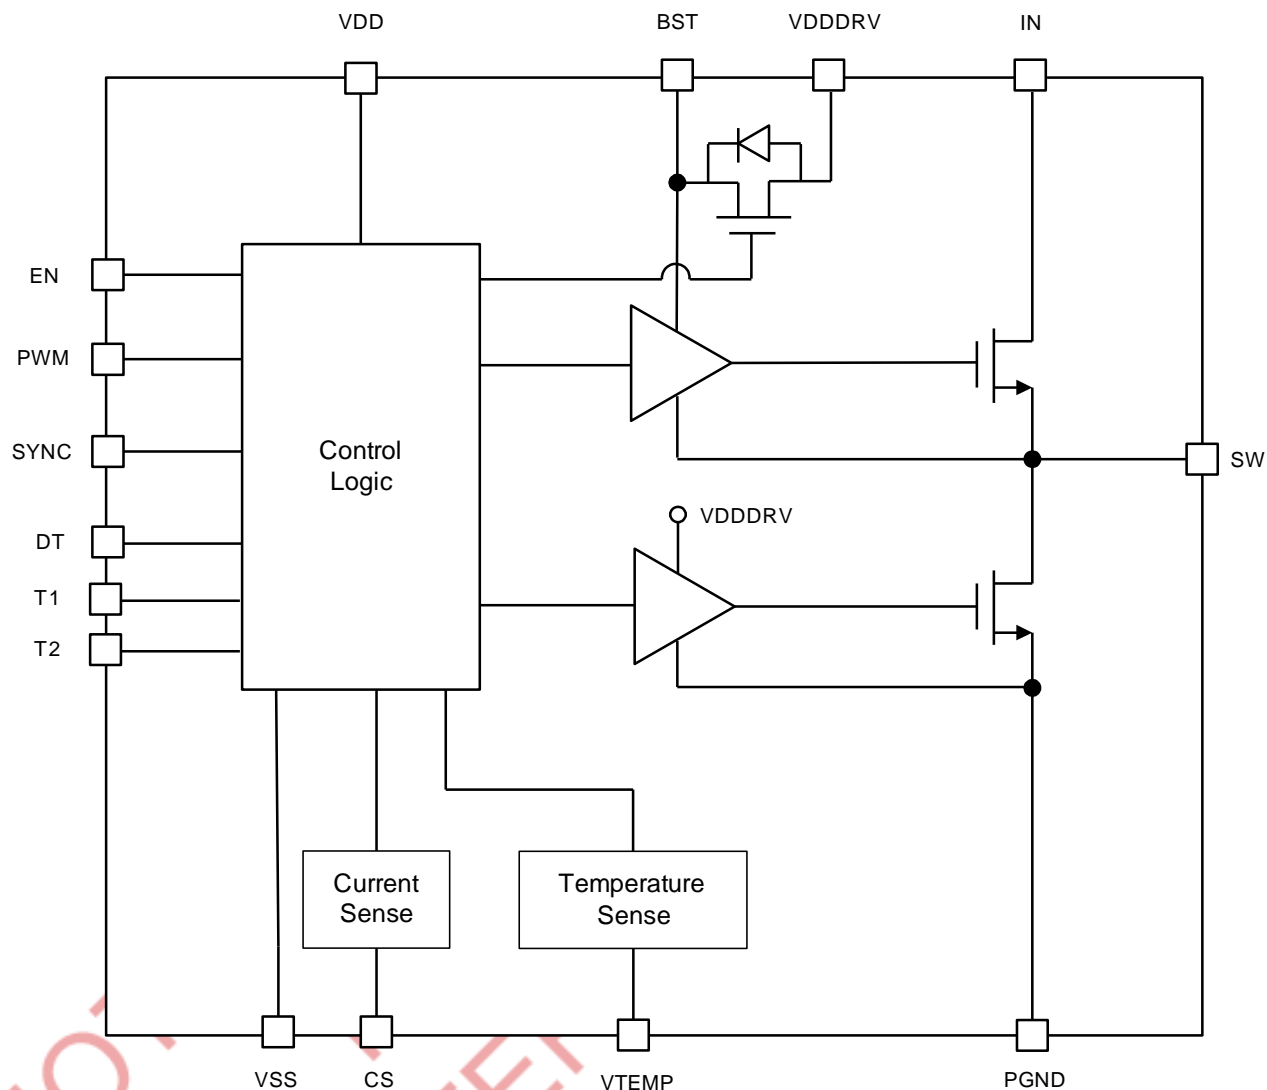 VDD
BST
VDDDRV
IN
EN
PWM
SYNC
DT
T1
T2
Control
Logic
VDDDRV
SW
Current
Sense
Temperature
Sense
VSS
CS
VTEMP
PGND